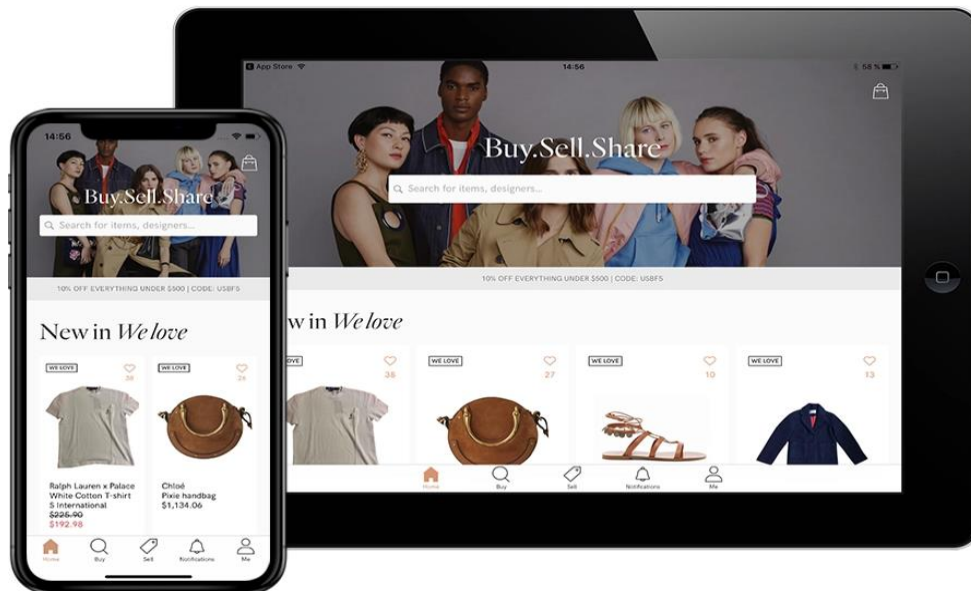 14:56
Buy.Sell.Share
Search for items, designers...
10% OFF EVERYTHING UNDER $500 | CODE: USBFS
New in We love
WE LOVE
38
WE LOVE
26
Ralph Lauren x Palace
White Cotton T-shirt
S International
$225.90
$192.98
Chloé
Pixie handbag
$1,134.06
Home
Buy
Sell
Notifications
Me
App Store
14:56
58 %
Buy.Sell.Share
Search for items, designers...
10% OFF EVERYTHING UNDER $500 | CODE: USBFS
w in We love
OVE
38
WE LOVE
27
WE LOVE
10
WE LOVE
13
Home
Buy
Sell
Notifications
Me